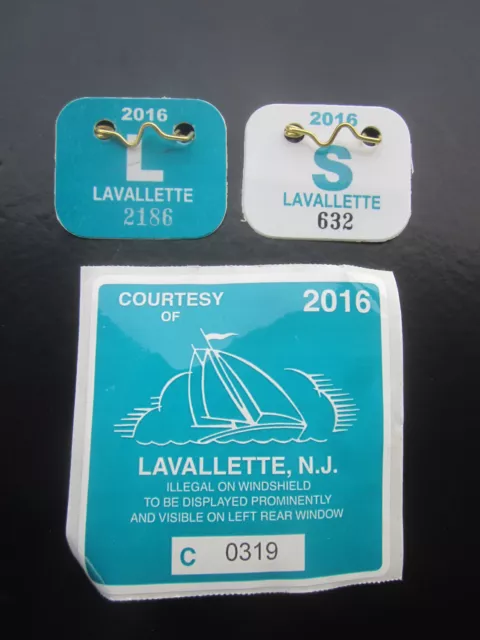 2016
L
LAVALLETTE
2186
2016
S
LAVALLETTE
632
COURTESY
OF
2016
LAVALLETTE, N.J.
ILLEGAL ON WINDSHIELD
TO BE DISPLAYED PROMINENTLY
AND VISIBLE ON LEFT REAR WINDOW
C 0319